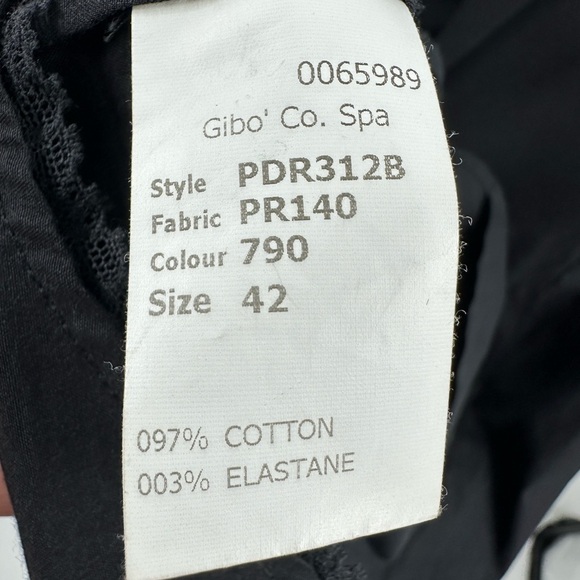 0065989
Gibo' Co. Spa
Style PDR312B
Fabric PR140
Colour 790
Size 42
097% COTTON
003% ELASTANE